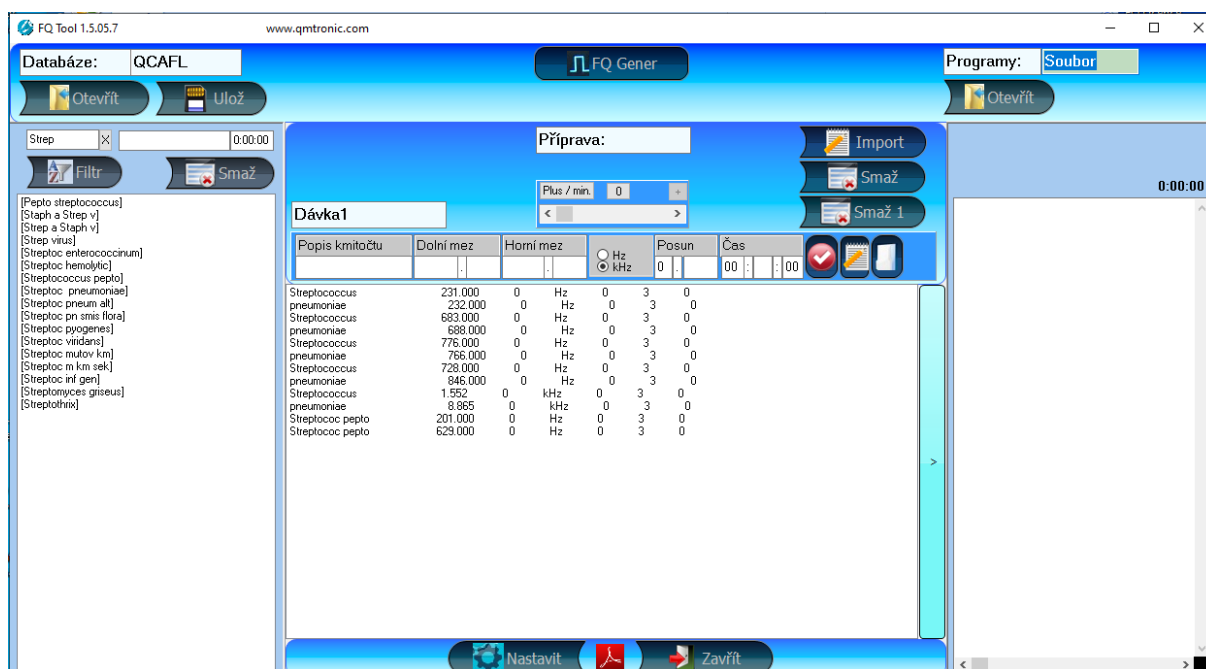 FQ Tool 1.5.05.7 www.qmtronic.com
Databáze: QCAFL
Otevřít Ulož
FQ Gener
Programy: Soubor
Otevřít
Strep X 0:00:00
Filtr Smaž
[Pepto streptococcus]
[Staph a Strep v]
[Strep a Staph v]
[Strep virus]
[Streptoc enterococcinum]
[Streptoc hemolytic]
[Streptococcus pepto]
[Streptoc pneumoniae]
[Streptoc pneum alt]
[Streptoc pn smis flora]
[Streptoc pyogenes]
[Streptoc viridans]
[Streptoc mutov km]
[Streptoc m km sek]
[Streptoc inf gen]
[Streptomyces griseus]
[Streptothrix]
Příprava:
Import
Smaž
Smaž 1
Plus / min. 0 +
< >
Dávka1
Popis kmitočtu Dolní mez Horní mez Hz kHz Posun Čas
. . 0 . 00 : : 00
Streptococcus 231.000 0 Hz 0 3 0
pneumoniae 232.000 0 Hz 0 3 0
Streptococcus 683.000 0 Hz 0 3 0
pneumoniae 688.000 0 Hz 0 3 0
Streptococcus 776.000 0 Hz 0 3 0
pneumoniae 766.000 0 Hz 0 3 0
Streptococcus 728.000 0 Hz 0 3 0
pneumoniae 846.000 0 Hz 0 3 0
Streptococcus 1.552 0 kHz 0 3 0
pneumoniae 8.865 0 kHz 0 3 0
Streptococ pepto 201.000 0 Hz 0 3 0
Streptococ pepto 629.000 0 Hz 0 3 0
>
0:00:00
Nastavit Zavřít
< >